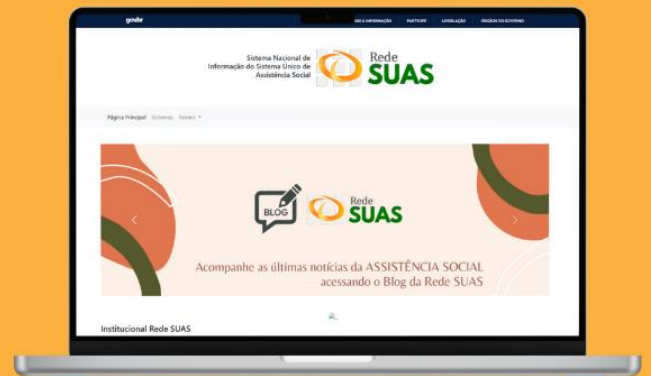 govbr
À INFORMAÇÃO PARTICIPE LEGISLAÇÃO ÓRGÃOS DO GOVERNO
Sistema Nacional de
Informação do Sistema Único de
Assistência Social
Rede
SUAS
Página Principal Sistemas
BLOG
Rede
SUAS
Acompanhe as últimas notícias da ASSISTÊNCIA SOCIAL
acessando o Blog da Rede SUAS
Institucional Rede SUAS